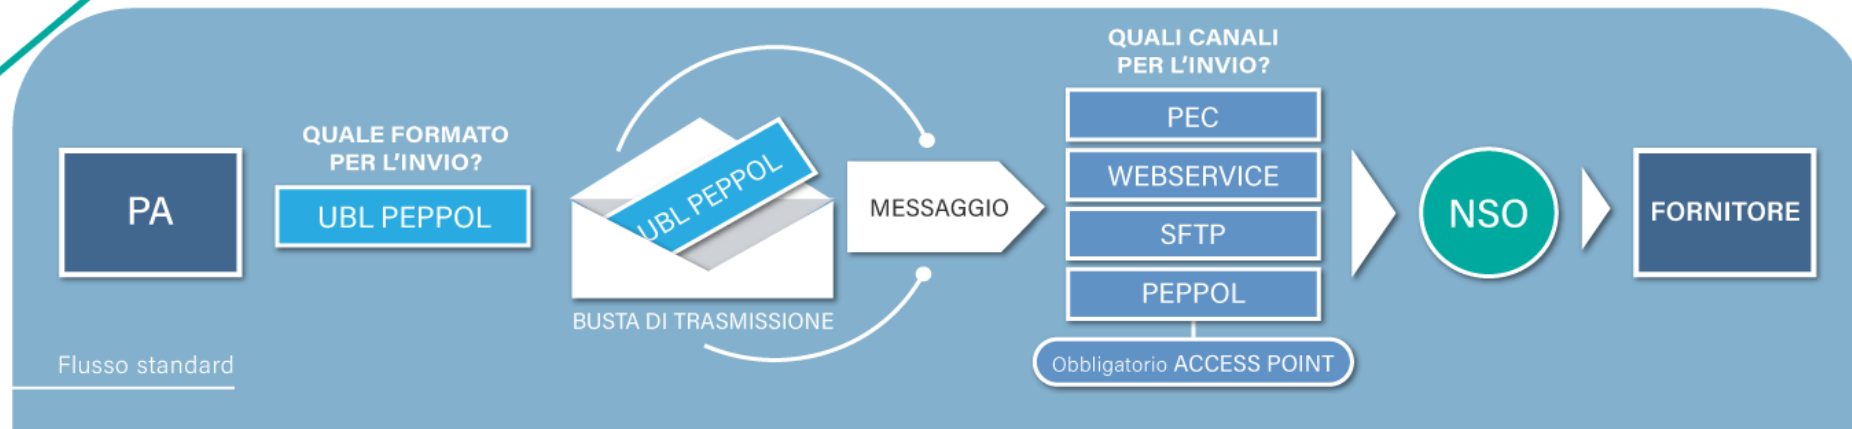 PA
QUALE FORMATO
PER L'INVIO?
UBL PEPPOL
UBL PEPPOL
BUSTA DI TRASMISSIONE
MESSAGGIO
QUALI CANALI
PER L'INVIO?
PEC
WEBSERVICE
SFTP
PEPPOL
Obbligatorio ACCESS POINT
NSO
FORNITORE
Flusso standard